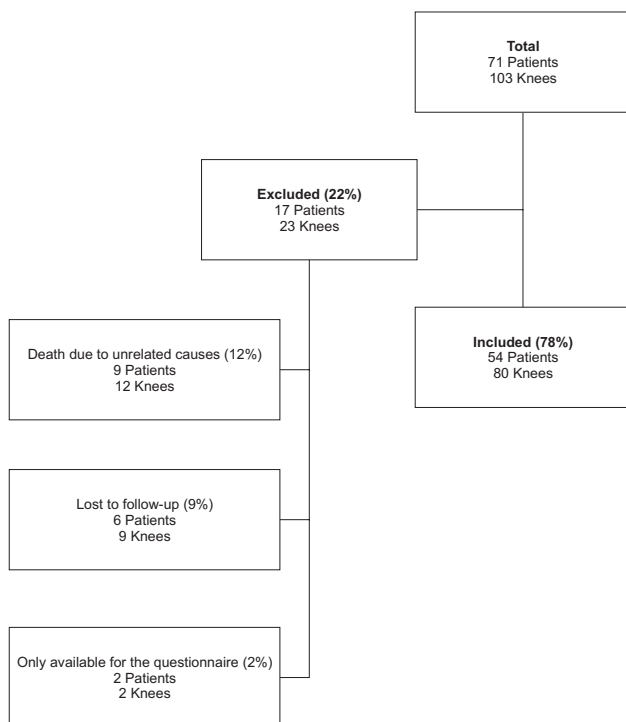 Total
71 Patients
103 Knees
Excluded (22%)
17 Patients
23 Knees
Included (78%)
54 Patients
80 Knees
Death due to unrelated causes (12%)
9 Patients
12 Knees
Lost to follow-up (9%)
6 Patients
9 Knees
Only available for the questionnaire (2%)
2 Patients
2 Knees